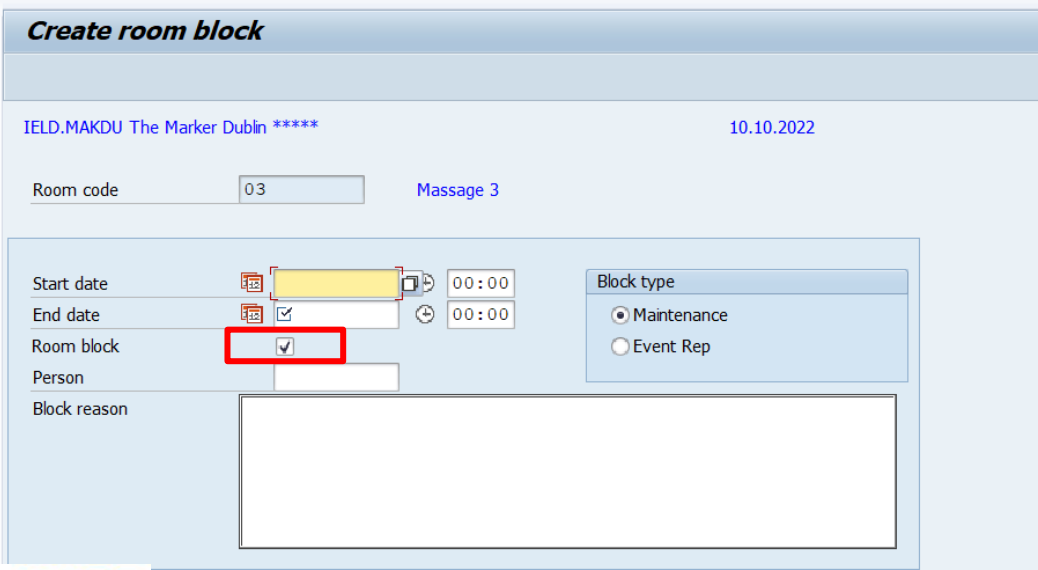 Create room block
IELD.MAKDU The Marker Dublin ***** 10.10.2022
Room code 03 Massage 3
Start date 00:00 Block type
End date 00:00 Maintenance
Room block Event Rep
Person
Block reason